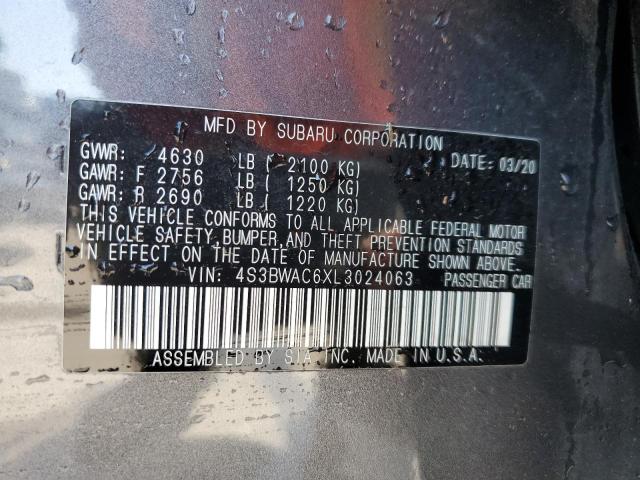 MFD BY SUBARU CORPORATION
GVWR: 4630 LB ( 2100 KG) DATE: 03/20
GAWR: F 2756 LB ( 1250 KG)
GAWR: R 2690 LB ( 1220 KG)
THIS VEHICLE CONFORMS TO ALL APPLICABLE FEDERAL MOTOR
VEHICLE SAFETY, BUMPER, AND THEFT PREVENTION STANDARDS
IN EFFECT ON THE DATE OF MANUFACTURE SHOWN ABOVE.
VIN: 4S3BWAC6XL3024063 PASSENGER CAR
ASSEMBLED BY SIA INC. MADE IN U.S.A.